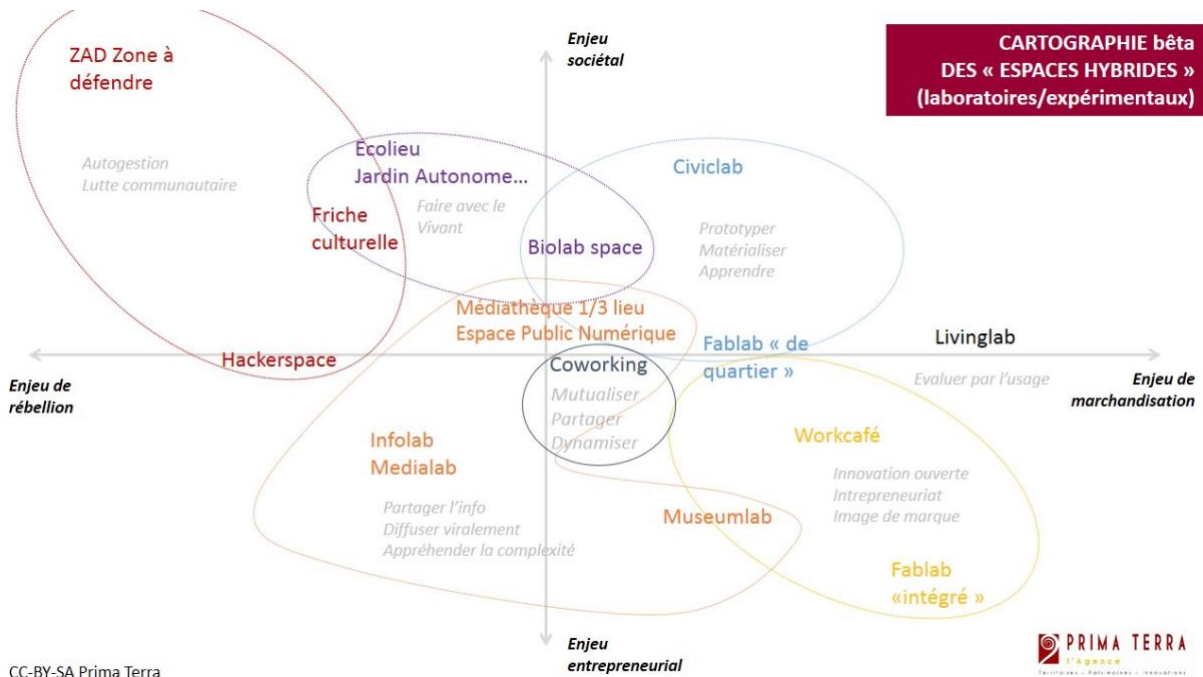 CARTOGRAPHIE bêta
DES « ESPACES HYBRIDES »
(laboratoires/expérimentaux)
Enjeu
sociétal
ZAD Zone à
défendre
Autogestion
Lutte communautaire
Ecolieu
Jardin Autonome...
Faire avec le
Vivant
Friche
culturelle
Biolab space
Civiclab
Prototyper
Matérialiser
Apprendre
Médiathèque 1/3 lieu
Espace Public Numérique
Hackerspace
Fablab « de
quartier »
Livinglab
Evaluer par l'usage
Enjeu de
rébellion
Enjeu de
marchandisation
Coworking
Mutualiser
Partager
Dynamiser
Infolab
Medialab
Partager l'info
Diffuser viralement
Appréhender la complexité
Workcafé
Innovation ouverte
Intrepreneuriat
Image de marque
Museumlab
Fablab
«intégré »
Enjeu
entrepreneurial
CC-BY-SA Prima Terra
PRIMA TERRA
l'Agence
Territoires - Patrimoines - Innovations